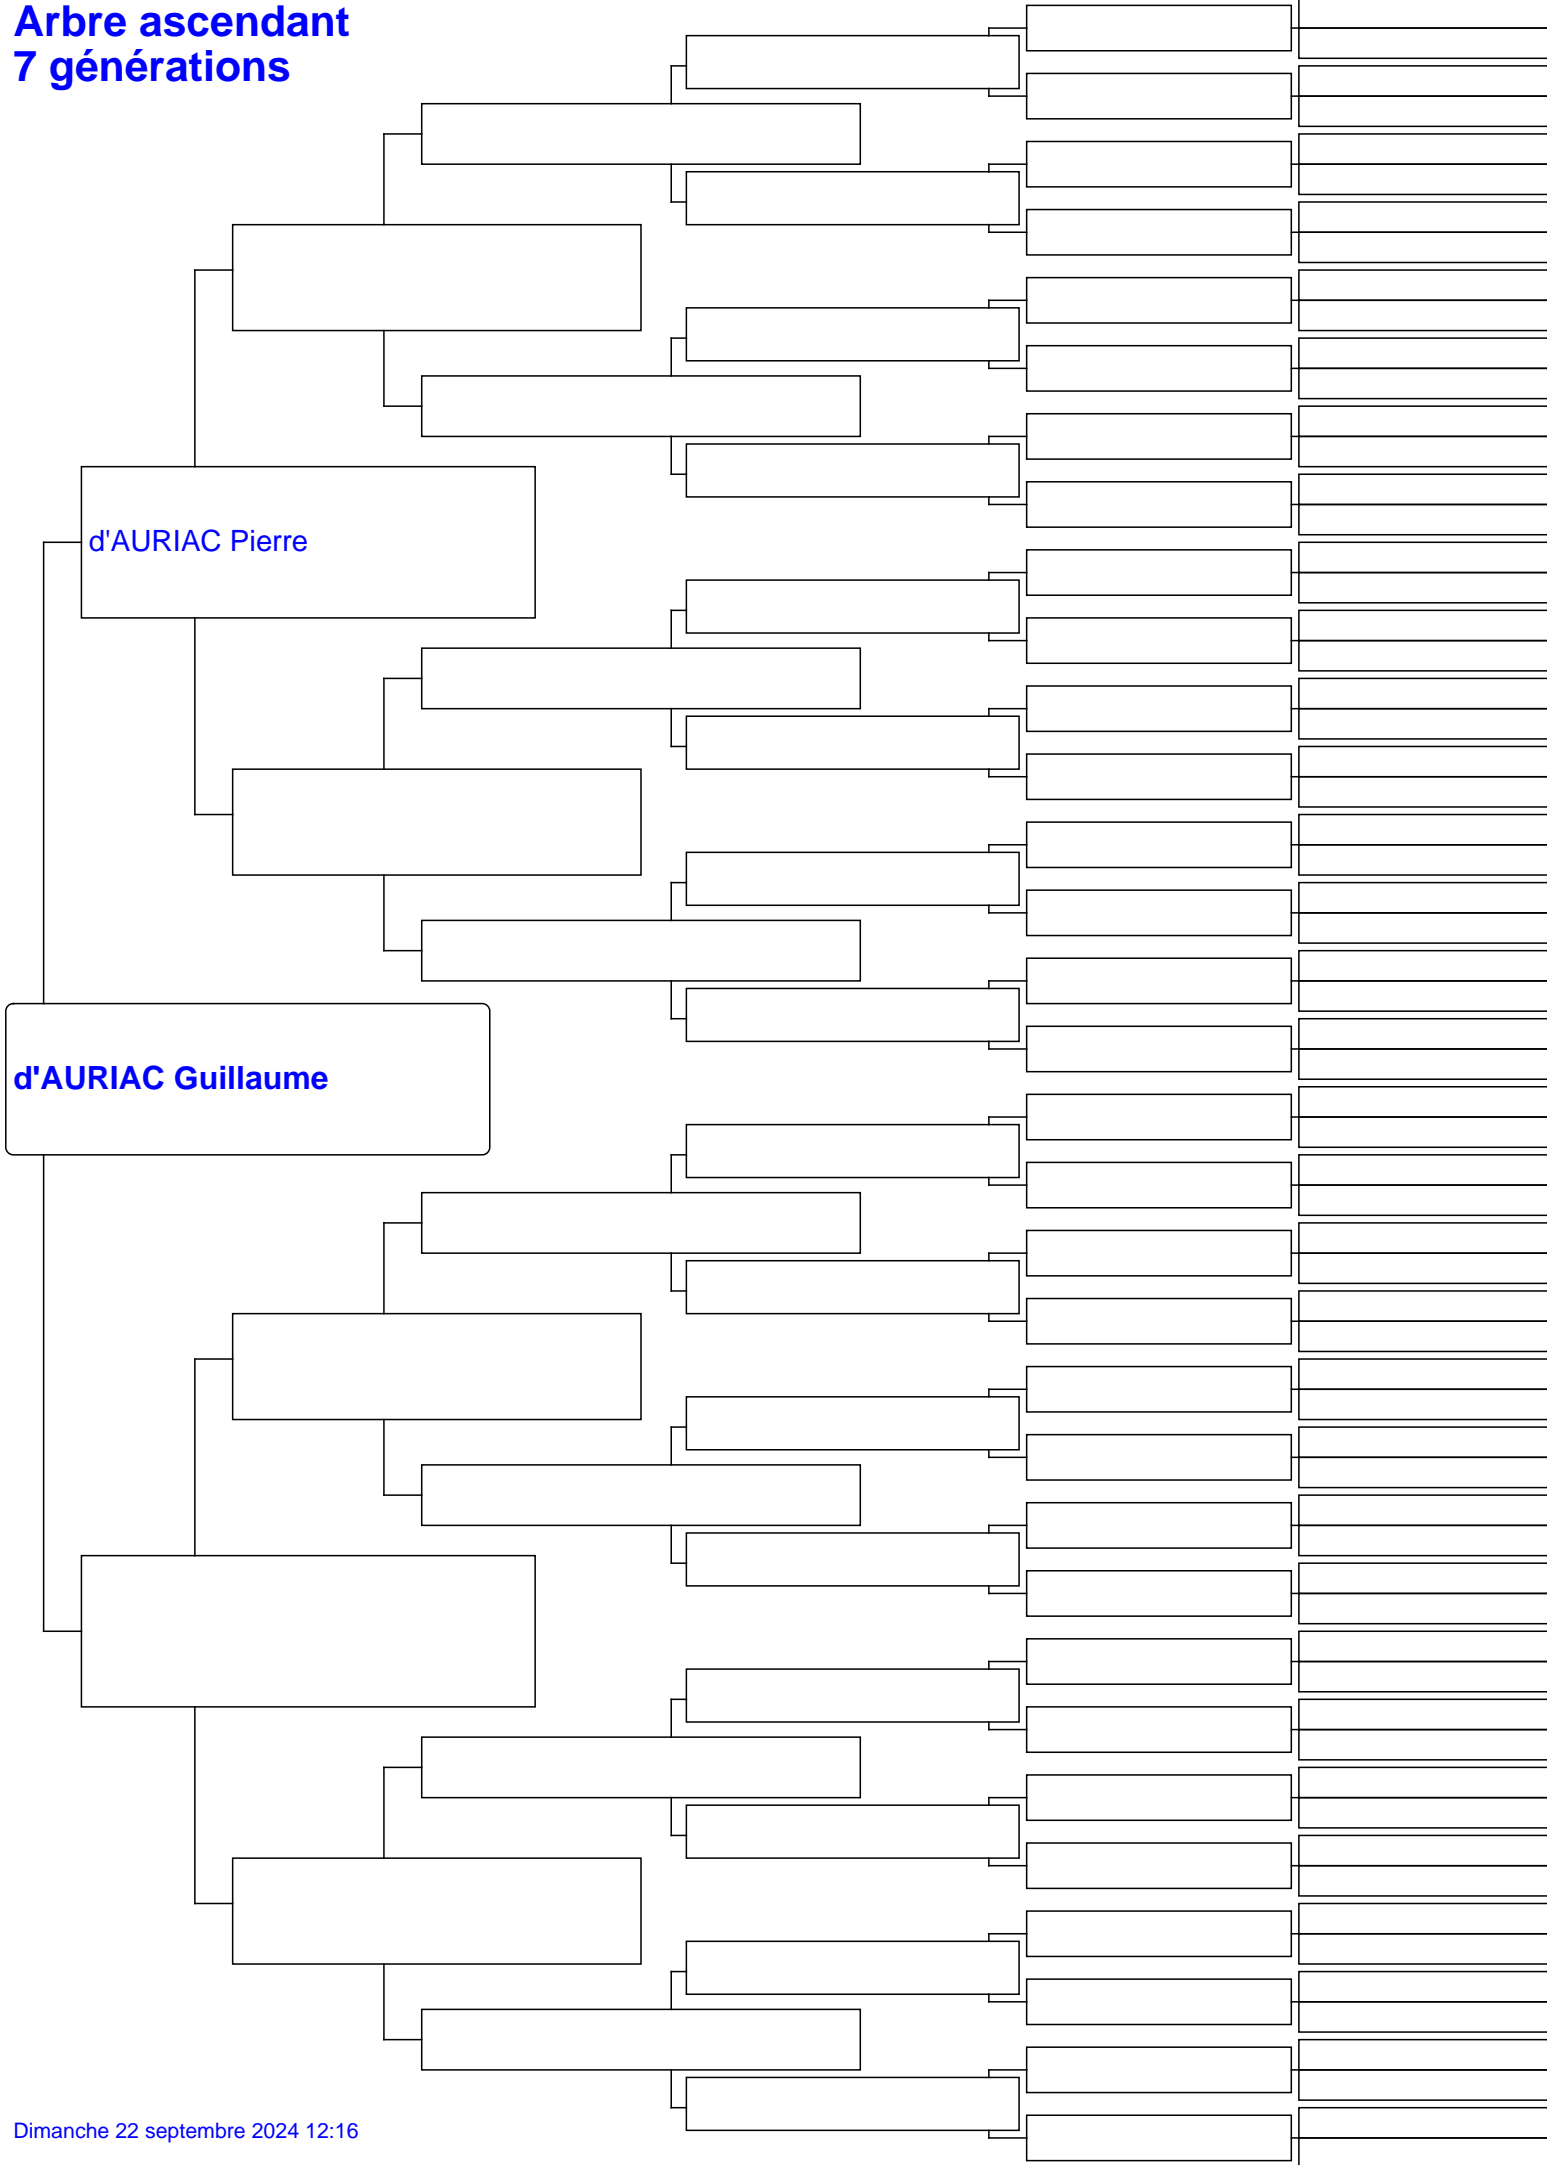 Arbre ascendant
7 générations
d'AURIAC Pierre
d'AURIAC Guillaume
Dimanche 22 septembre 2024 12:16